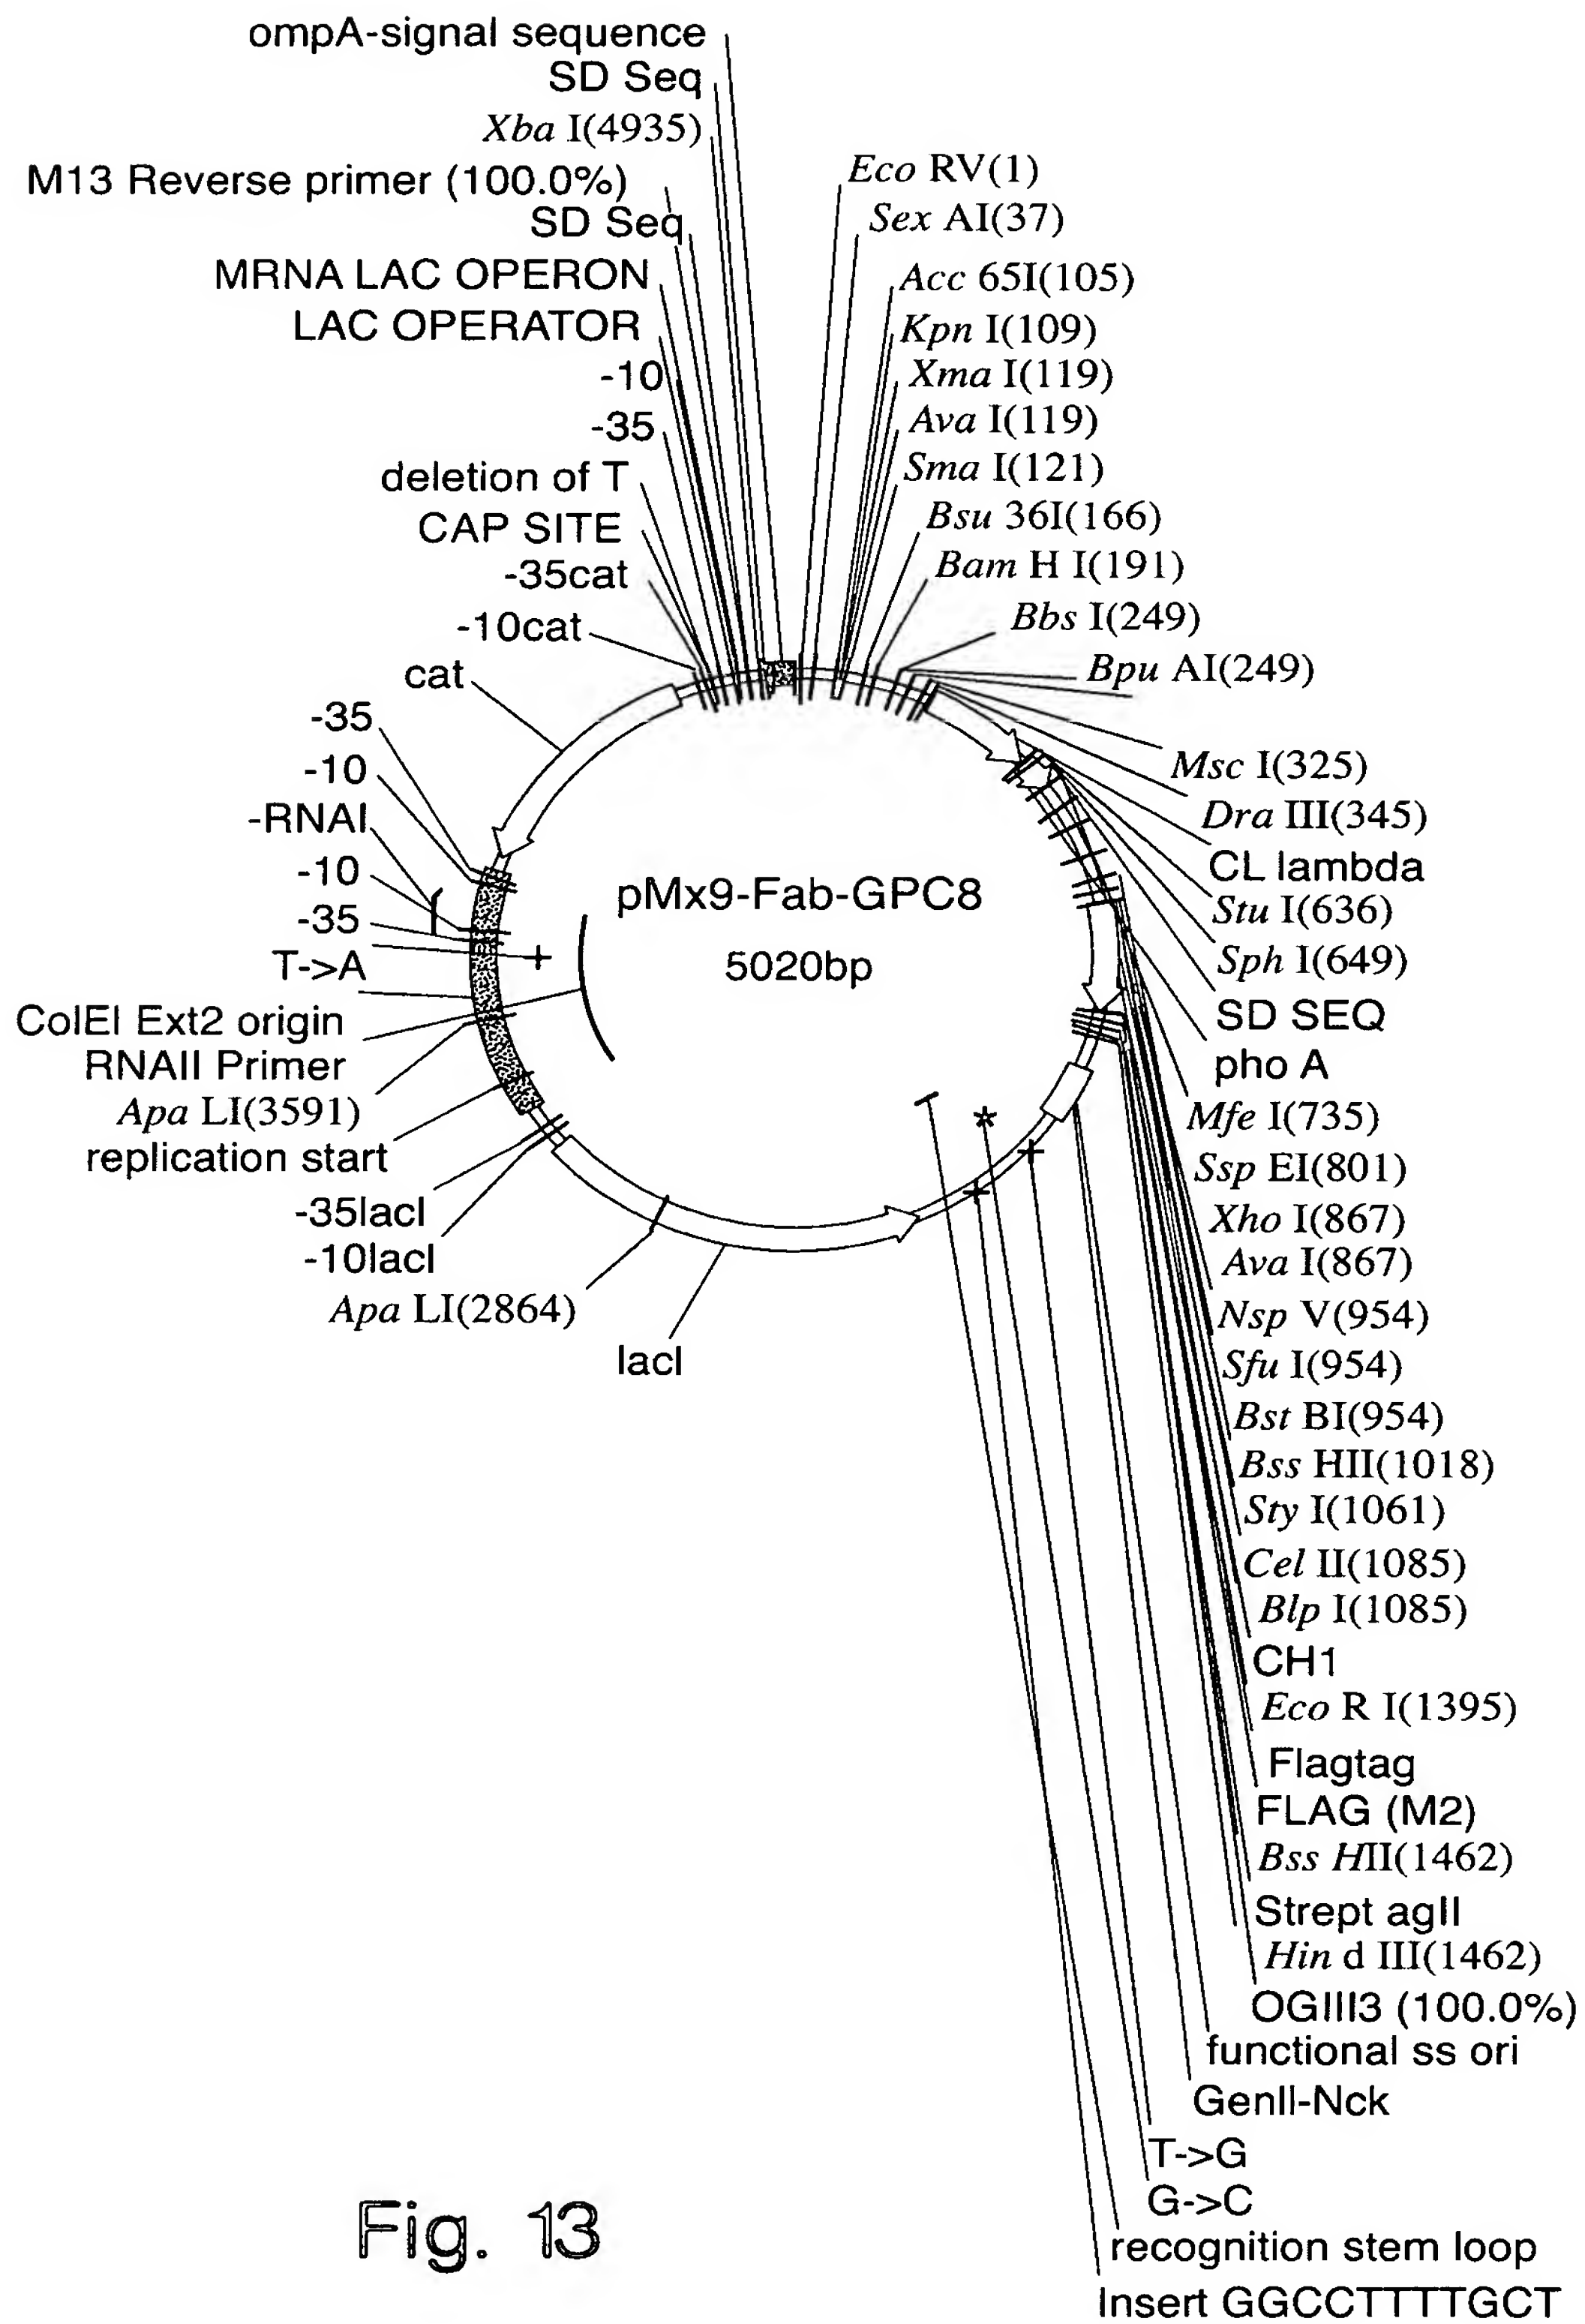 ompA-signal sequence
SD Seq
Xba I(4935)
M13 Reverse primer (100.0%)
SD Seq
MRNA LAC OPERON
LAC OPERATOR
-10
-35
deletion of T
CAP SITE
-35cat
-10cat
cat
-35
-10
-RNAI
-10
-35
T->A
ColEI Ext2 origin
RNAII Primer
Apa LI(3591)
replication start
-35lacI
-10lacI
Apa LI(2864)
lacI
pMx9-Fab-GPC8
5020bp
Eco RV(1)
Sex AI(37)
Acc 65I(105)
Kpn I(109)
Xma I(119)
Ava I(119)
Sma I(121)
Bsu 36I(166)
Bam H I(191)
Bbs I(249)
Bpu AI(249)
Msc I(325)
Dra III(345)
CL lambda
Stu I(636)
Sph I(649)
SD SEQ
pho A
Mfe I(735)
Ssp EI(801)
Xho I(867)
Ava I(867)
Nsp V(954)
Sfu I(954)
Bst BI(954)
Bss HII(1018)
Sty I(1061)
Cel II(1085)
Blp I(1085)
CH1
Eco R I(1395)
Flagtag
FLAG (M2)
Bss HII(1462)
Strept agII
Hin d III(1462)
OGIII3 (100.0%)
functional ss ori
GenII-Nck
T->G
G->C
recognition stem loop
Insert GGCCTTTTGCT
Fig. 13